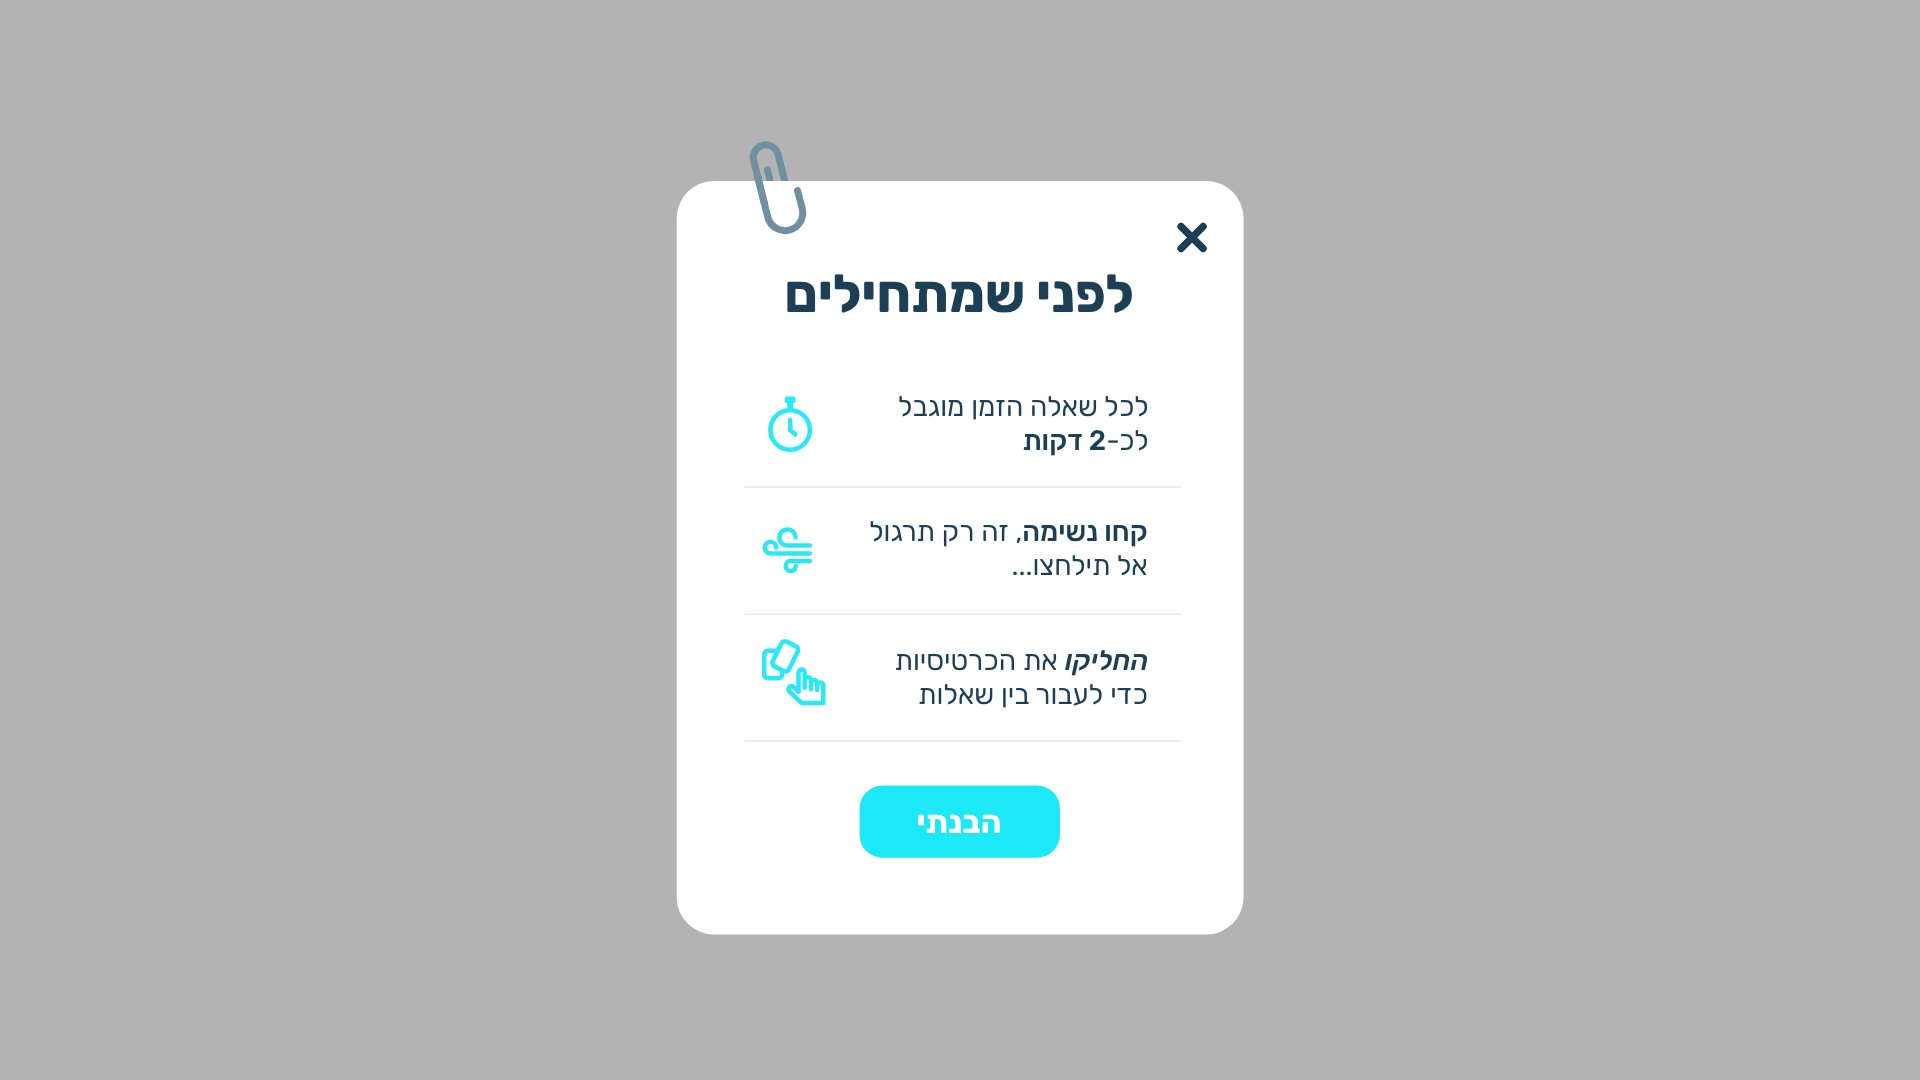 לפני שמתחילים
לכל שאלה הזמן מוגבל
לכ-2 דקות
קחו נשימה, זה רק תרגול
אל תילחצו...
החליקו את הכרטיסיות
כדי לעבור בין שאלות
הבנתי